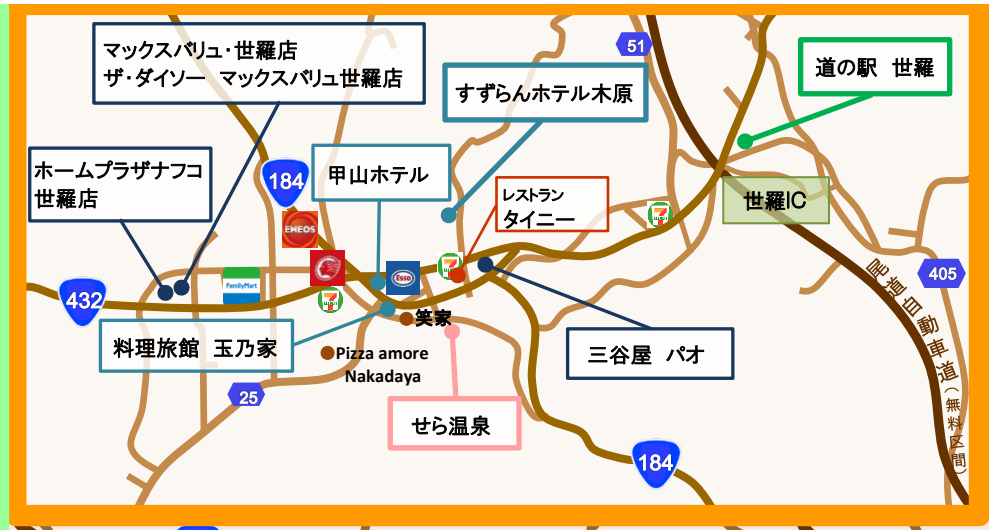 マックスバリュ・世羅店
ザ・ダイソー　マックスバリュ世羅店
51
道の駅　世羅
すずらんホテル木原
ホームプラザナフコ
世羅店
184
甲山ホテル
レストラン
タイニー
世羅IC
ENEOS
7
405
FamilyMart
Esso
7
432
7
笑家
尾道自動車道(無料区間)
料理旅館　玉乃家
Pizza amore
Nakadaya
三谷屋　パオ
25
せら温泉
184